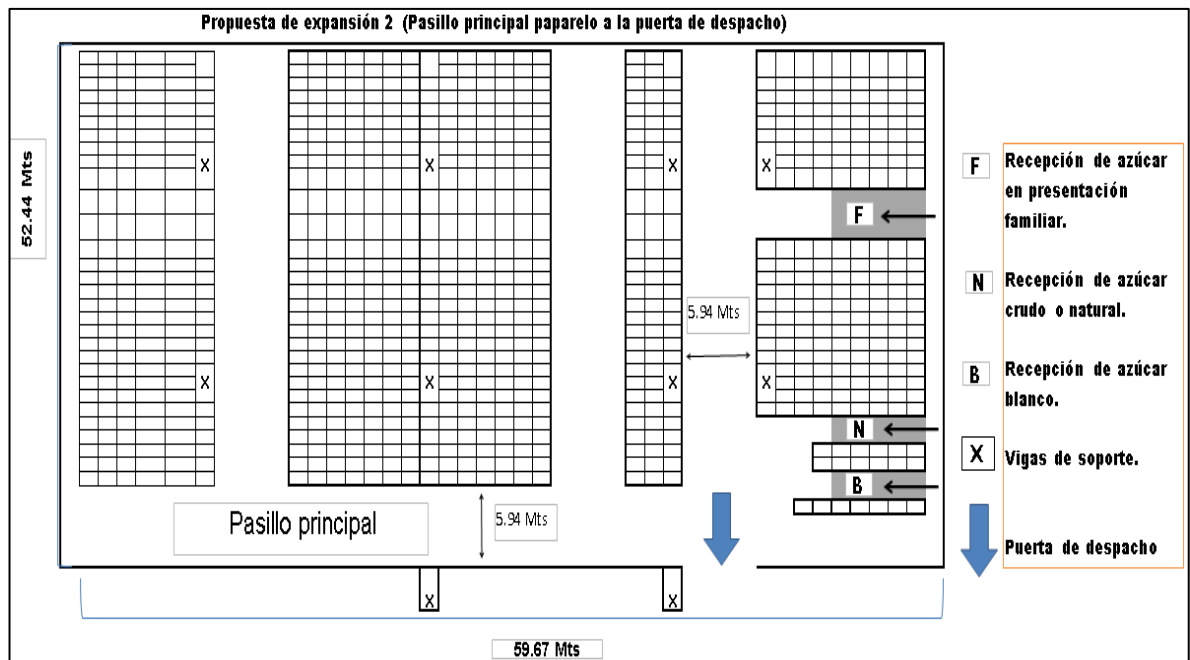 Propuesta de expansión 2 (Pasillo principal paparelo a la puerta de despacho)
52.44 Mts
X
X
X
X
F
5.94 Mts
X
X
X
X
N
B
Pasillo principal
5.94 Mts
X
X
59.67 Mts
F
Recepción de azúcar
en presentación
familiar.
N
Recepción de azúcar
crudo o natural.
B
Recepción de azúcar
blanco.
X
Vigas de soporte.
Puerta de despacho